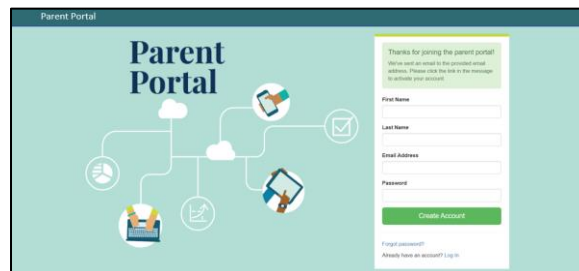 Parent Portal
Parent
Portal
Thanks for joining the parent portal!
We've sent an email to the provided email
address. Please click the link in the message
to activate your account.
First Name
Last Name
Email Address
Password
Create Account
Forgot password?
Already have an account? Log In